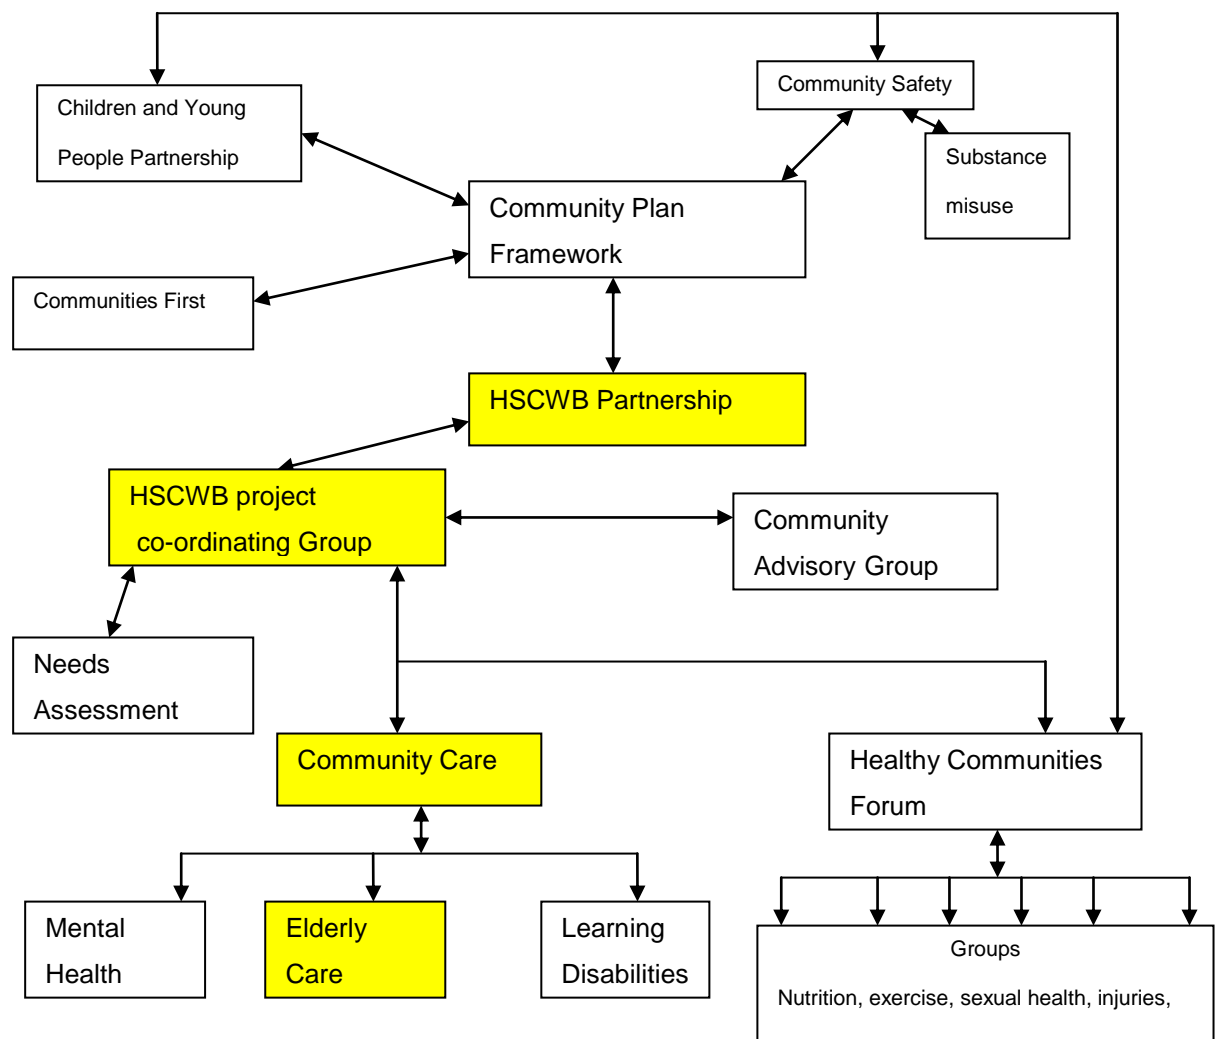 Children and Young
People Partnership
Community Safety
Substance
misuse
Community Plan
Framework
Communities First
HSCWB Partnership
HSCWB project
co-ordinating Group
Community
Advisory Group
Needs
Assessment
Community Care
Healthy Communities
Forum
Mental
Health
Elderly
Care
Learning
Disabilities
Groups
Nutrition, exercise, sexual health, injuries,